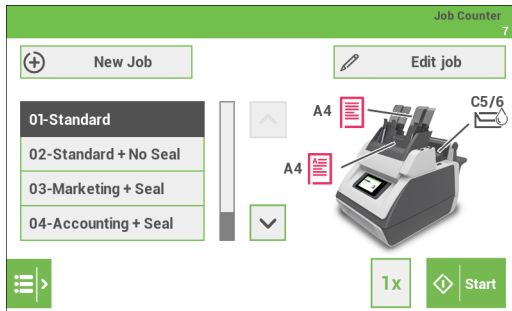 Job Counter
7
New Job
Edit job
01-Standard
02-Standard + No Seal
03-Marketing + Seal
04-Accounting + Seal
A4
C5/6
A4
1x
Start